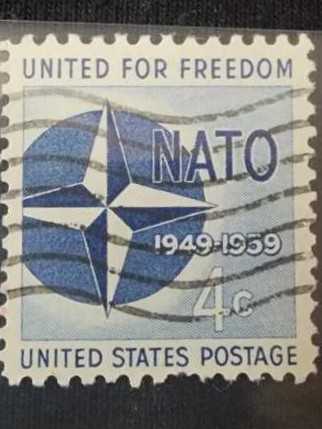 UNITED FOR FREEDOM
NATO
1949-1959
4c
UNITED STATES POSTAGE